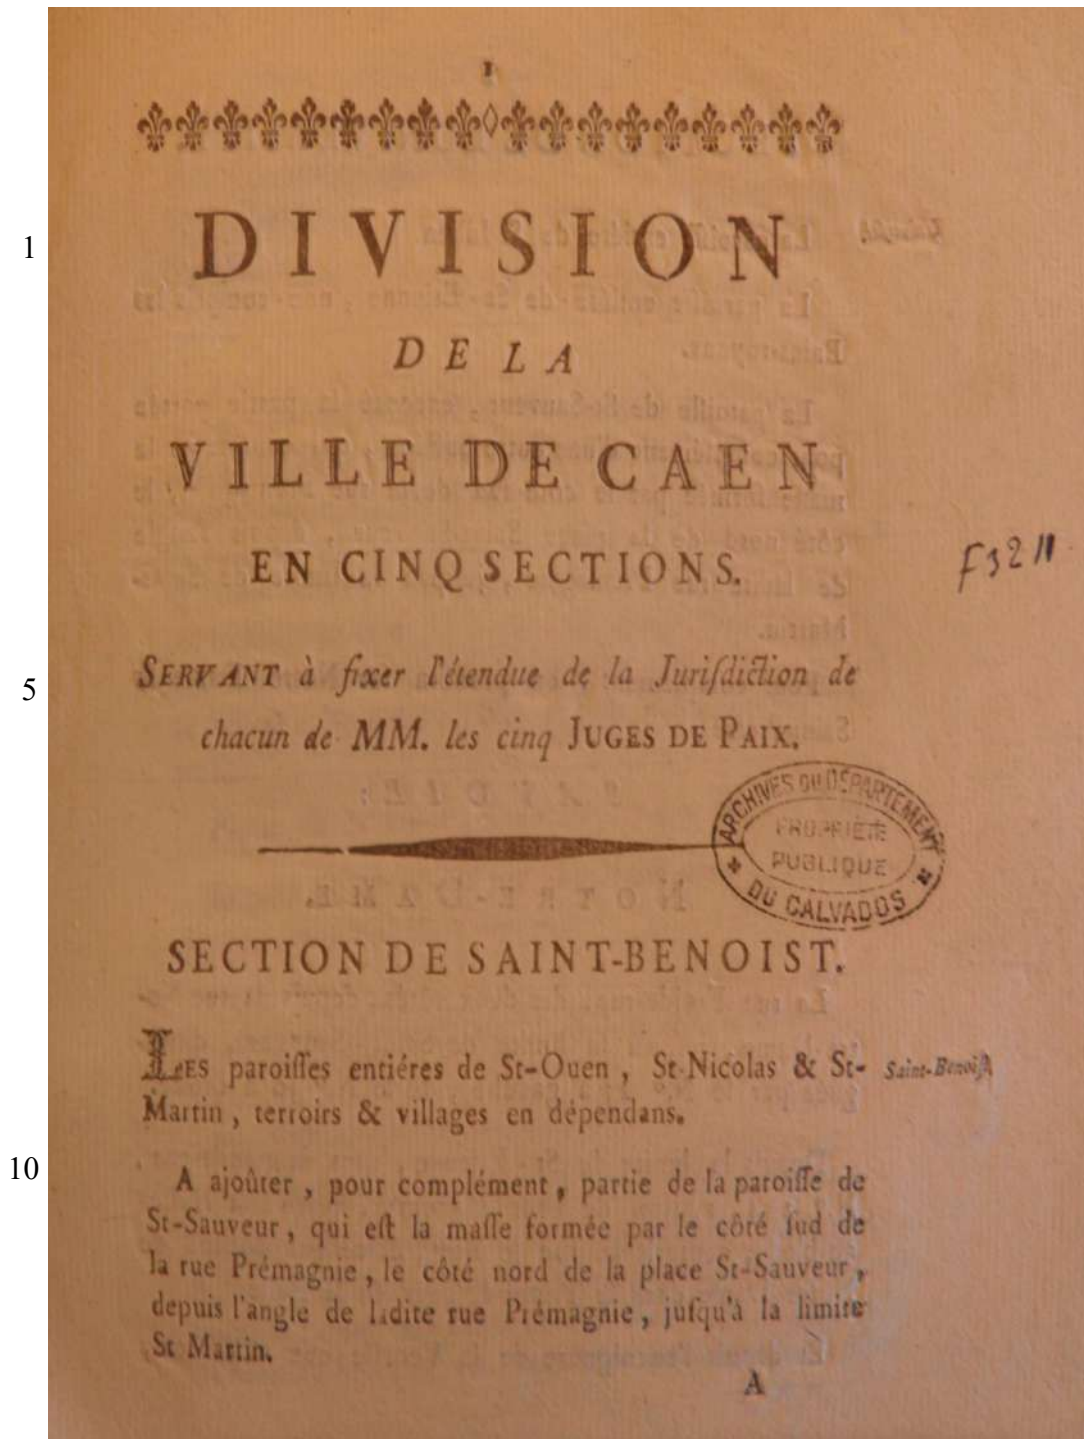 1
1
DIVISION
DE LA
VILLE DE CAEN
EN CINQ SECTIONS.
F3211
5
SERVANT à fixer l'étendue de la Juriſdiction de
chacun de MM. les cinq JUGES DE PAIX.
ARCHIVES DU DÉPARTEMENT
PROPRIÉTÉ
PUBLIQUE
DU CALVADOS
SECTION DE SAINT-BENOIST.
LES paroiſſes entiéres de St-Ouen, St-Nicolas & St-
Saint-Benoiſt
Martin, terroirs & villages en dépendans.
10
A ajoûter, pour complément, partie de la paroiſſe de
St-Sauveur, qui eſt la maſſe formée par le côté ſud de
la rue Prémagnie, le côté nord de la place St-Sauveur,
depuis l'angle de ladite rue Prémagnie, juſqu'à la limite
St Martin.
A